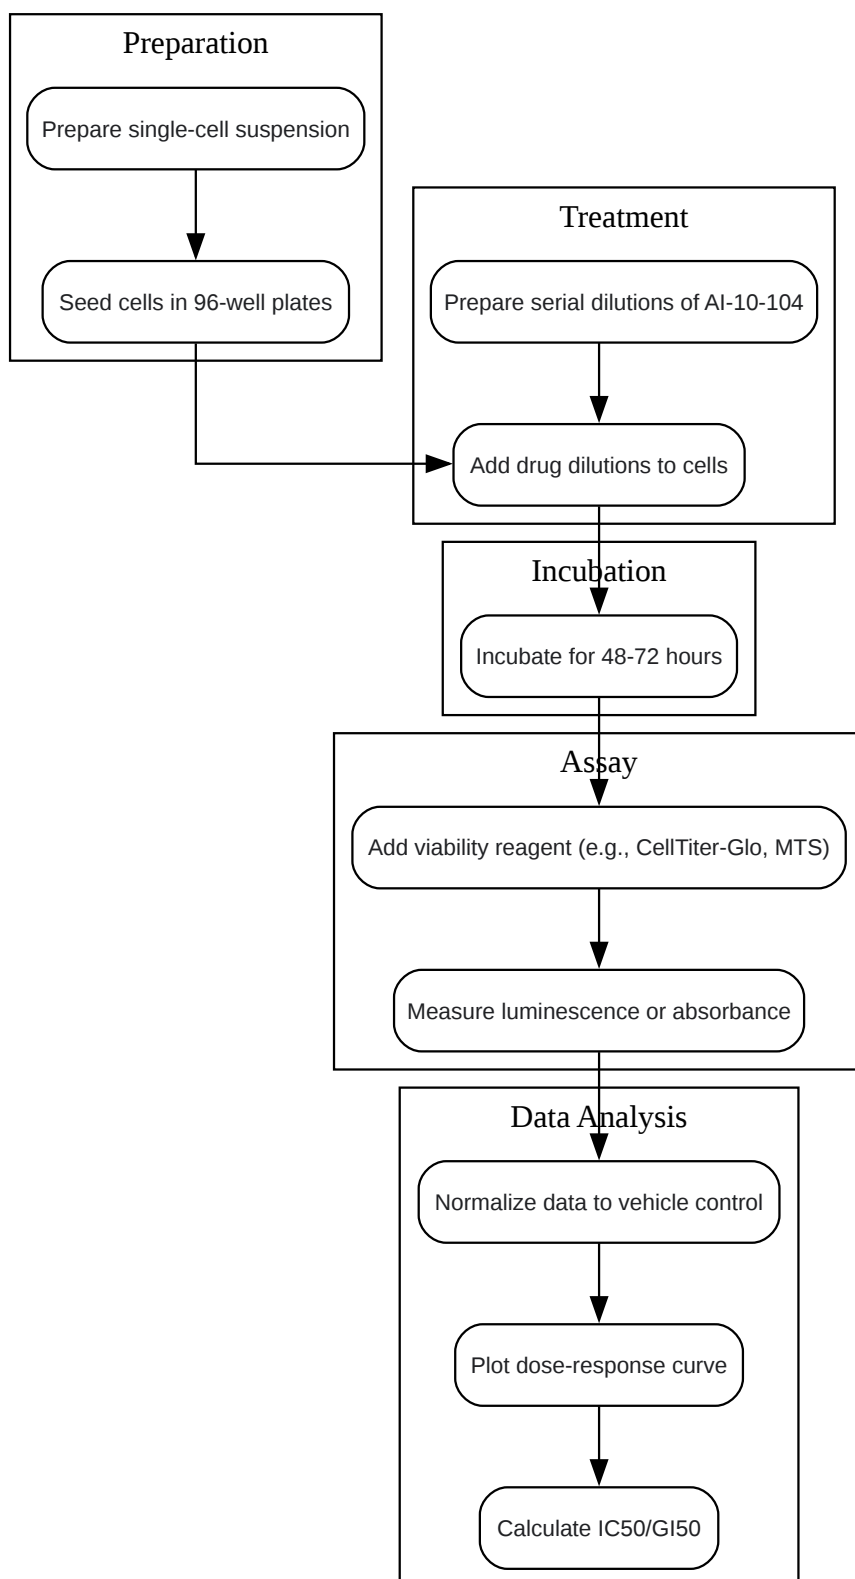 Preparation
Prepare single-cell suspension
Seed cells in 96-well plates
Treatment
Prepare serial dilutions of AI-10-104
Add drug dilutions to cells
Incubation
Incubate for 48-72 hours
Assay
Add viability reagent (e.g., CellTiter-Glo, MTS)
Measure luminescence or absorbance
Data Analysis
Normalize data to vehicle control
Plot dose-response curve
Calculate IC50/GI50